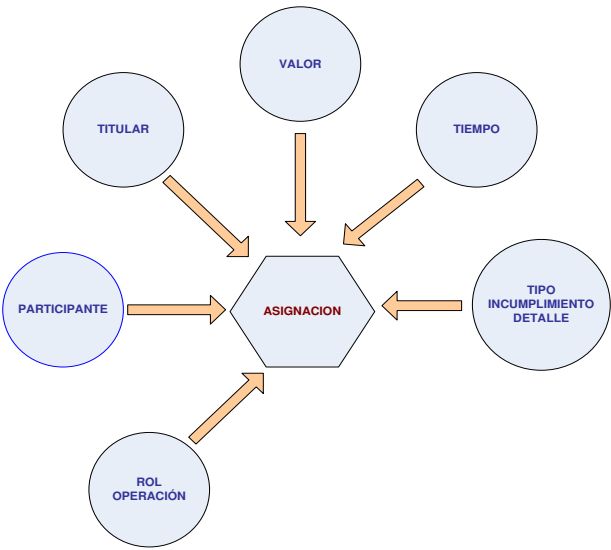 VALOR
TITULAR
TIEMPO
PARTICIPANTE
ASIGNACION
TIPO
INCUMPLIMIENTO
DETALLE
ROL
OPERACIÓN